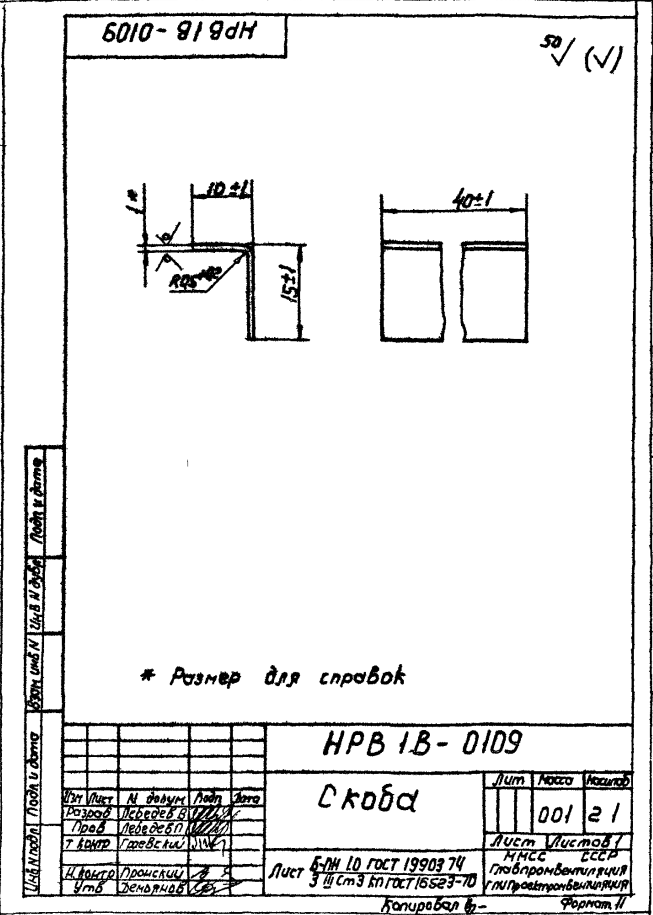 НРВ 1В - 0109
50 (√)
10±1
1*
40±1
15±1
* Размер для справок
Подп и дата
Инв N дубл
Взам инв N
Подп и дата
Инв N подл
НРВ 1В - 0109
Скоба
Лит Масса Масштаб
001 2 1
Лист Листов 1
Изм Лист N докум Подп Дата
Разраб Лебедев В
Пров Лебедев П
Т контр Граевский
Н.контр Пронский
Утв Демьянов
Лист Б-ПН 1,0 ГОСТ 19903 74
3 III Ст3 кп ГОСТ 16523-70
ММСС СССР
Главпромвентиляция
ГПИ Проектпромвентиляция
Копировал
Формат 11